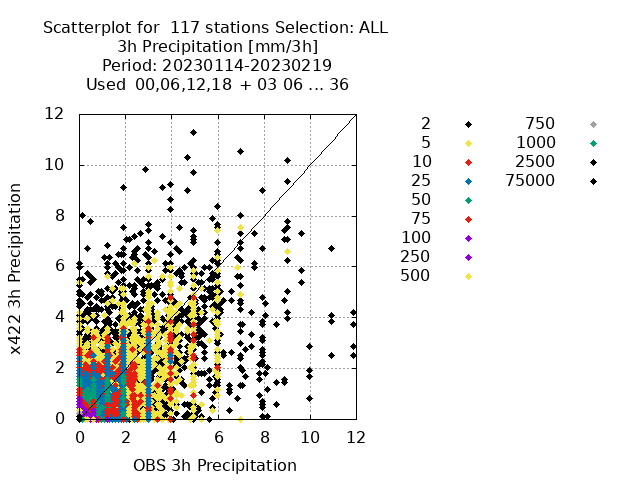 Scatterplot for 117 stations Selection: ALL
3h Precipitation [mm/3h]
Period: 20230114-20230219
Used 00,06,12,18 + 03 06 ... 36
12
10
8
6
4
2
0
0 2 4 6 8 10 12
x422 3h Precipitation
OBS 3h Precipitation
2
5
10
25
50
75
100
250
500
750
1000
2500
75000